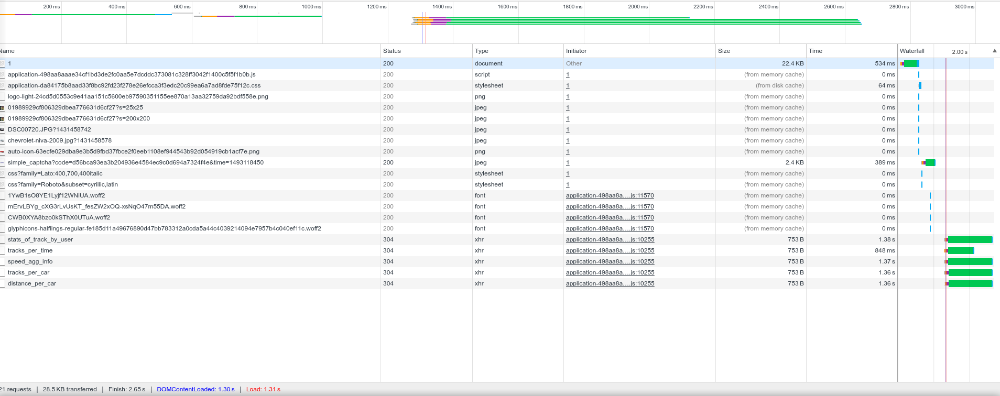 200 ms 400 ms 600 ms 800 ms 1000 ms 1200 ms 1400 ms 1600 ms 1800 ms 2000 ms 2200 ms 2400 ms 2600 ms 2800 ms 3000 ms
Name Status Type Initiator Size Time Waterfall 2.00 s ▲
1 200 document Other 22.4 KB 534 ms
application-498aa8aaae34cf1bd3de2fc0aa5e7dcddc373081c328ff3042f1400c5f5f1b0b.js 200 script 1 (from memory cache) 0 ms
application-da84175b8aad33f8bc92fd23f278e26efcca3f3edc20c99ea6a7ad8fde75f12c.css 200 stylesheet 1 (from disk cache) 64 ms
logo-light-24cd5d0553c9e41aa151c5600eb97590351155ee870a13aa32759da92bdf558e.png 200 png 1 (from memory cache) 0 ms
01989929cf806329dbea776631d6cf27?s=25x25 200 jpeg 1 (from memory cache) 0 ms
01989929cf806329dbea776631d6cf27?s=200x200 200 jpeg 1 (from memory cache) 0 ms
DSC00720.JPG?1431458742 200 jpeg 1 (from memory cache) 0 ms
chevrolet-niva-2009.jpg?1431458578 200 jpeg 1 (from memory cache) 0 ms
auto-icon-63ecfe029dba9e3b5d9fbd37fbce2f0eeb1108ef944543b92d054919cb1acf7e.png 200 png 1 (from memory cache) 0 ms
simple_captcha?code=d56bca93ea3b204936e4584ec9c0d694a7324f4e&time=1493118450 200 jpeg 1 2.4 KB 389 ms
css?family=Lato:400,700,400italic 200 stylesheet 1 (from memory cache) 0 ms
css?family=Roboto&subset=cyrillic,latin 200 stylesheet 1 (from memory cache) 0 ms
1YwB1sO8YE1Lyjf12WNiUA.woff2 200 font application-498aa8a….js:11570 (from memory cache) 0 ms
mErvLBYg_cXG3rLvUsKT_fesZW2xOQ-xsNqO47m55DA.woff2 200 font application-498aa8a….js:11570 (from memory cache) 0 ms
CWB0XYA8bzo0kSThX0UTuA.woff2 200 font application-498aa8a….js:11570 (from memory cache) 0 ms
glyphicons-halflings-regular-fe185d11a49676890d47bb783312a0cda5a44c4039214094e7957b4c040ef11c.woff2 200 font application-498aa8a….js:11570 (from memory cache) 0 ms
stats_of_track_by_user 304 xhr application-498aa8a….js:10255 753 B 1.38 s
tracks_per_time 304 xhr application-498aa8a….js:10255 753 B 848 ms
speed_agg_info 304 xhr application-498aa8a….js:10255 753 B 1.37 s
tracks_per_car 304 xhr application-498aa8a….js:10255 753 B 1.36 s
distance_per_car 304 xhr application-498aa8a….js:10255 753 B 1.36 s
21 requests | 28.5 KB transferred | Finish: 2.65 s | DOMContentLoaded: 1.30 s | Load: 1.31 s